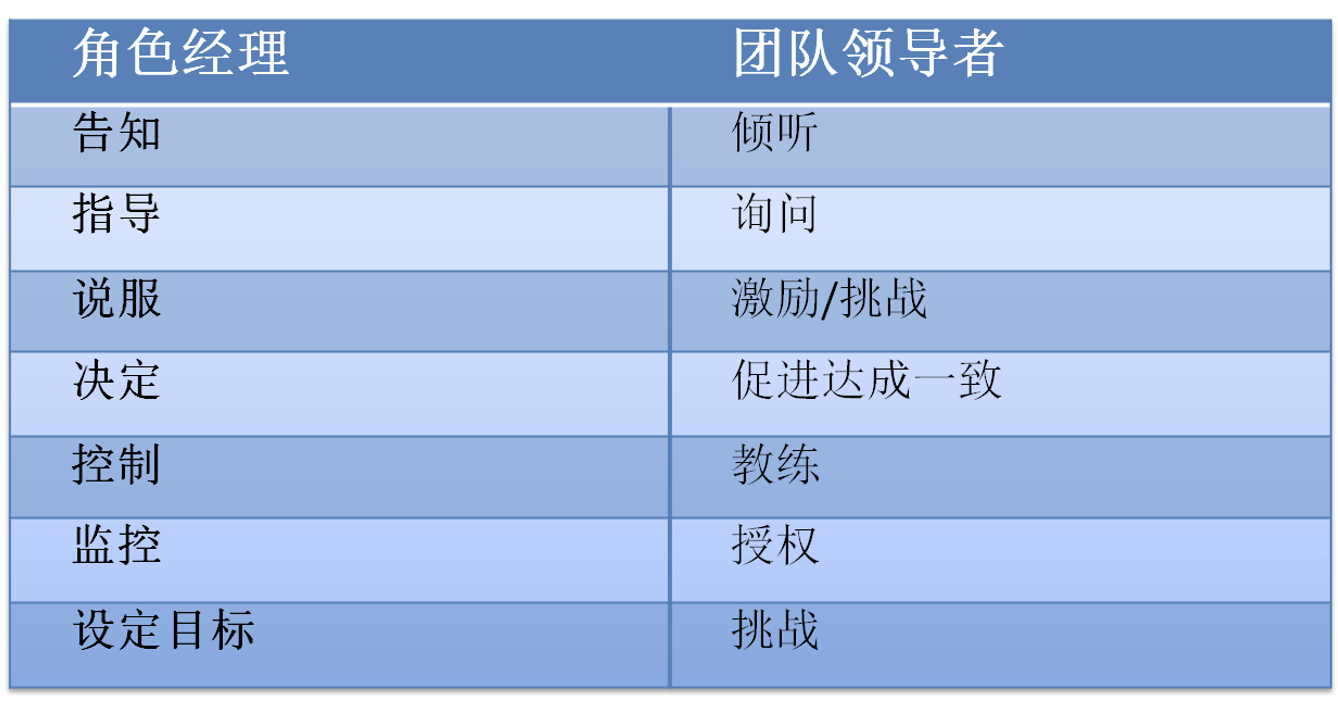 角色经理 团队领导者
告知 倾听
指导 询问
说服 激励/挑战
决定 促进达成一致
控制 教练
监控 授权
设定目标 挑战